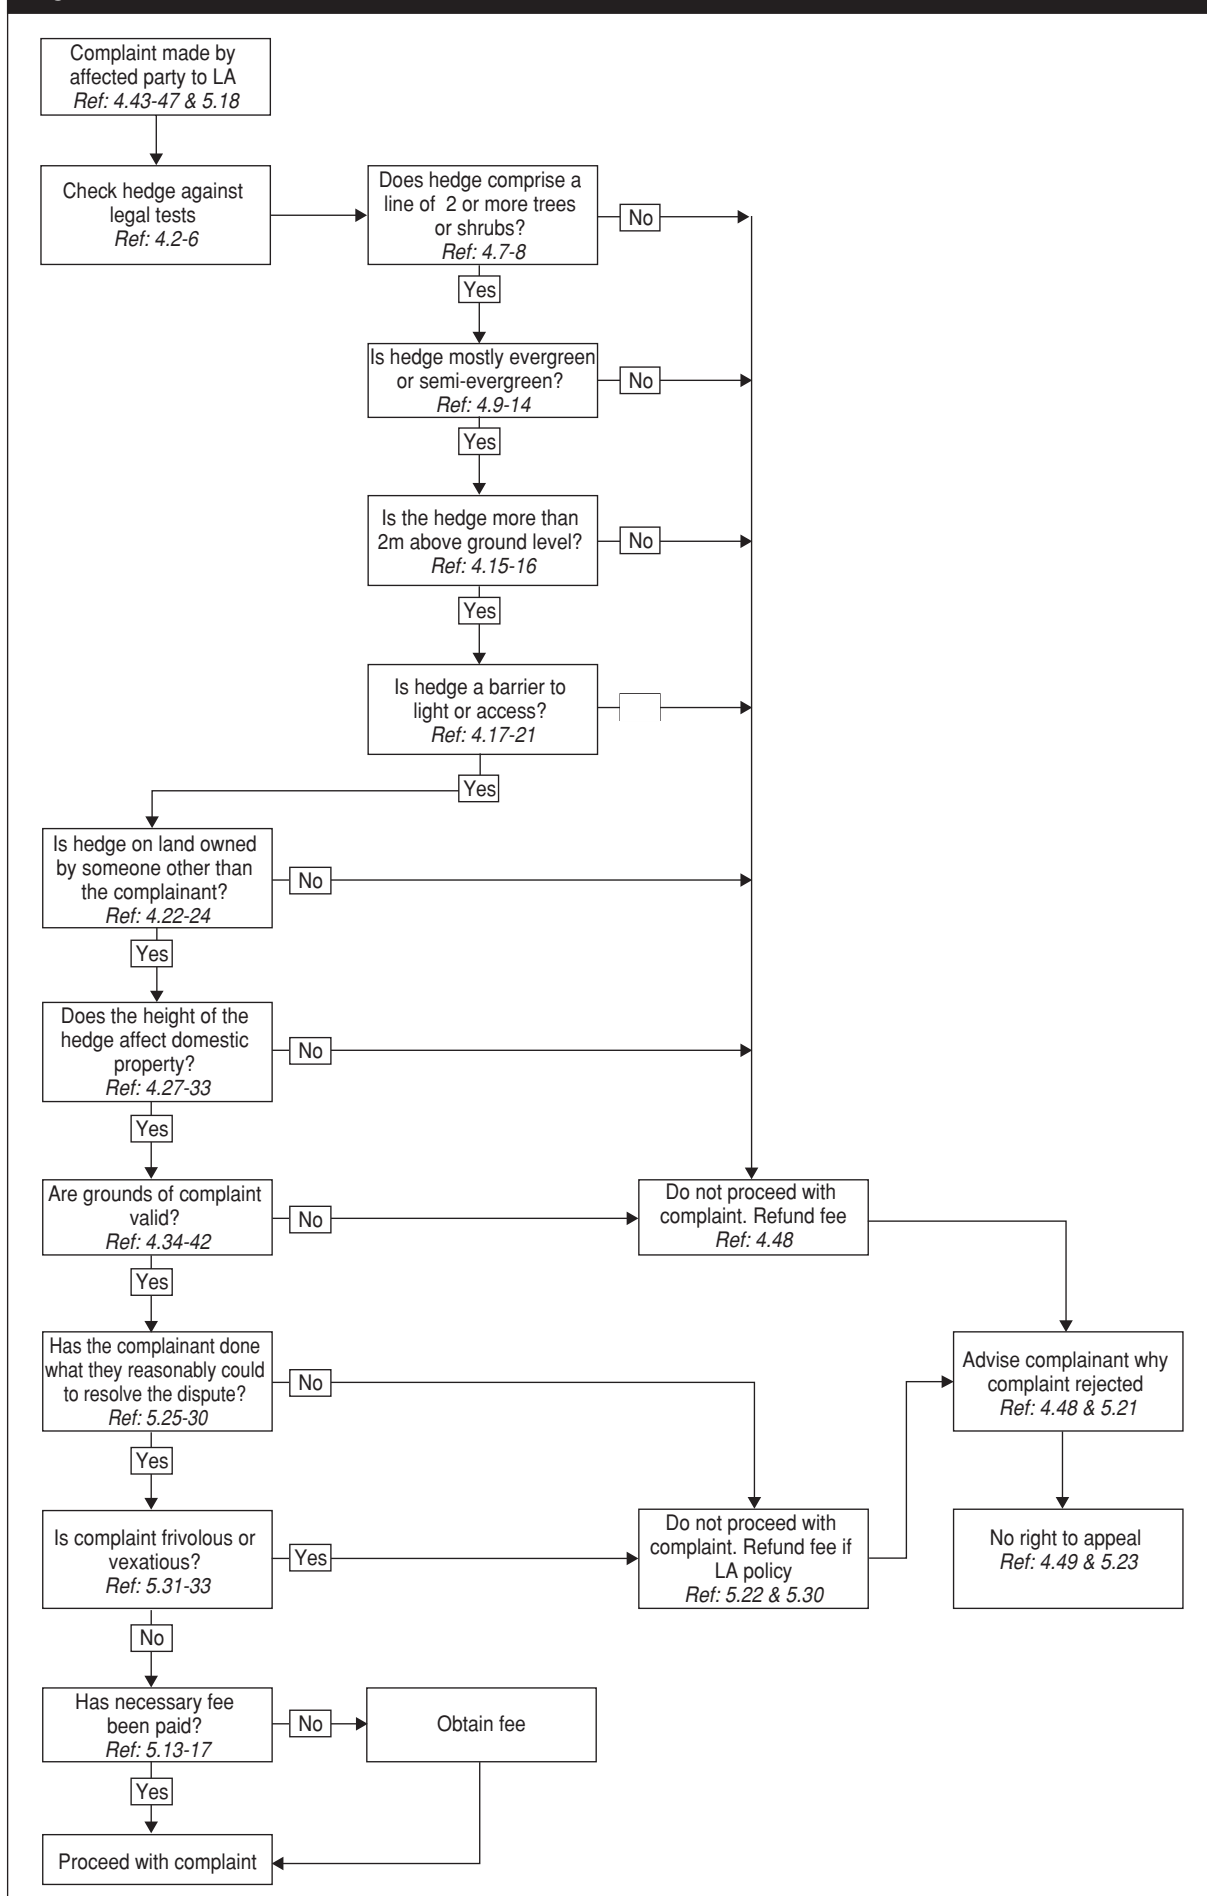 Complaint made by
affected party to LA
Ref: 4.43-47 & 5.18
Check hedge against
legal tests
Ref: 4.2-6
Does hedge comprise a
line of 2 or more trees
or shrubs?
Ref: 4.7-8
No
Yes
Is hedge mostly evergreen
or semi-evergreen?
Ref: 4.9-14
No
Yes
Is the hedge more than
2m above ground level?
Ref: 4.15-16
No
Yes
Is hedge a barrier to
light or access?
Ref: 4.17-21
Yes
Is hedge on land owned
by someone other than
the complainant?
Ref: 4.22-24
No
Yes
Does the height of the
hedge affect domestic
property?
Ref: 4.27-33
No
Yes
Are grounds of complaint
valid?
Ref: 4.34-42
No
Do not proceed with
complaint. Refund fee
Ref: 4.48
Yes
Has the complainant done
what they reasonably could
to resolve the dispute?
Ref: 5.25-30
No
Advise complainant why
complaint rejected
Ref: 4.48 & 5.21
Yes
Is complaint frivolous or
vexatious?
Ref: 5.31-33
Yes
Do not proceed with
complaint. Refund fee if
LA policy
Ref: 5.22 & 5.30
No right to appeal
Ref: 4.49 & 5.23
No
Has necessary fee
been paid?
Ref: 5.13-17
No
Obtain fee
Yes
Proceed with complaint